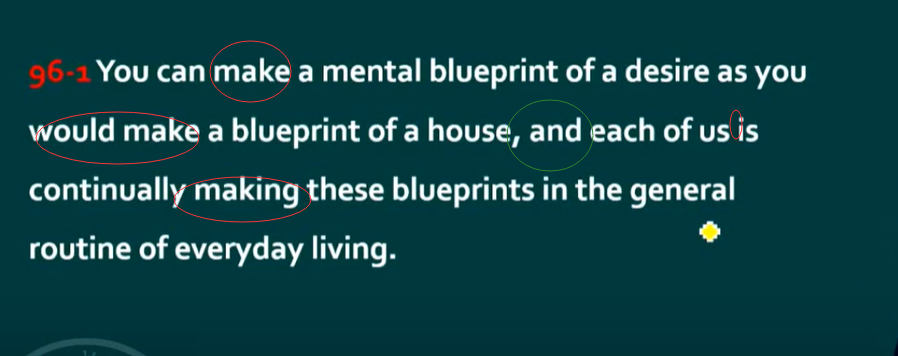 96-1 You can make a mental blueprint of a desire as you
would make a blueprint of a house, and each of us is
continually making these blueprints in the general
routine of everyday living.